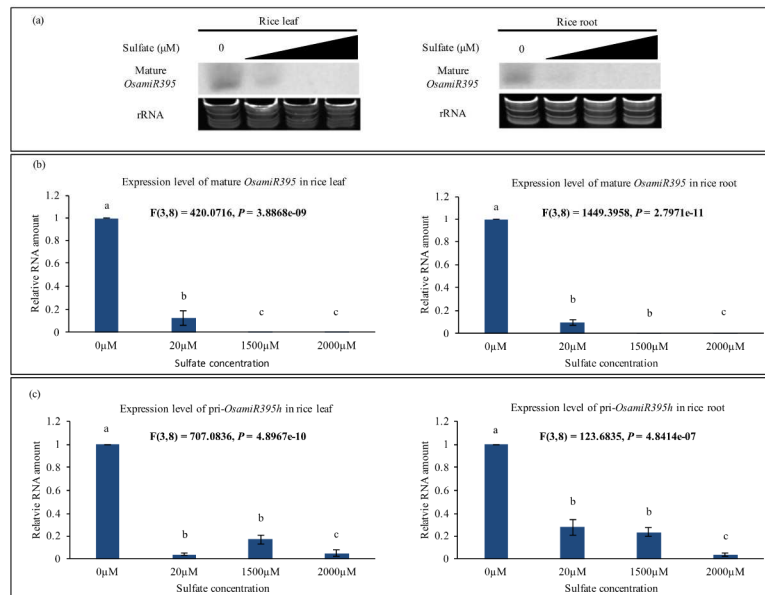 (a)
Rice leaf
Rice root
Sulfate (μM) 0
Sulfate (μM) 0
Mature
OsamiR395
Mature
OsamiR395
rRNA
rRNA
(b)
Expression level of mature OsamiR395 in rice leaf
F(3,8) = 420.0716, P = 3.8868e-09
Relative RNA amount
1.2
1
0.8
0.6
0.4
0.2
0
a
b
c
c
0μM 20μM 1500μM 2000μM
Sulfate concentration
Expression level of mature OsamiR395 in rice root
F(3,8) = 1449.3958, P = 2.7971e-11
Relative RNA amount
1.2
1
0.8
0.6
0.4
0.2
0
a
b
b
c
0μM 20μM 1500μM 2000μM
Sulfate concentration
(c)
Expression level of pri-OsamiR395h in rice leaf
F(3,8) = 707.0836, P = 4.8967e-10
Relatvie RNA amount
1.2
1
0.8
0.6
0.4
0.2
0
a
b
b
c
0μM 20μM 1500μM 2000μM
Sulfate concentration
Expression level of pri-OsamiR395h in rice root
F(3,8) = 123.6835, P = 4.8414e-07
Relatvie RNA amount
1.2
1
0.8
0.6
0.4
0.2
0
a
b
b
c
0μM 20μM 1500μM 2000μM
Sulfate concentration